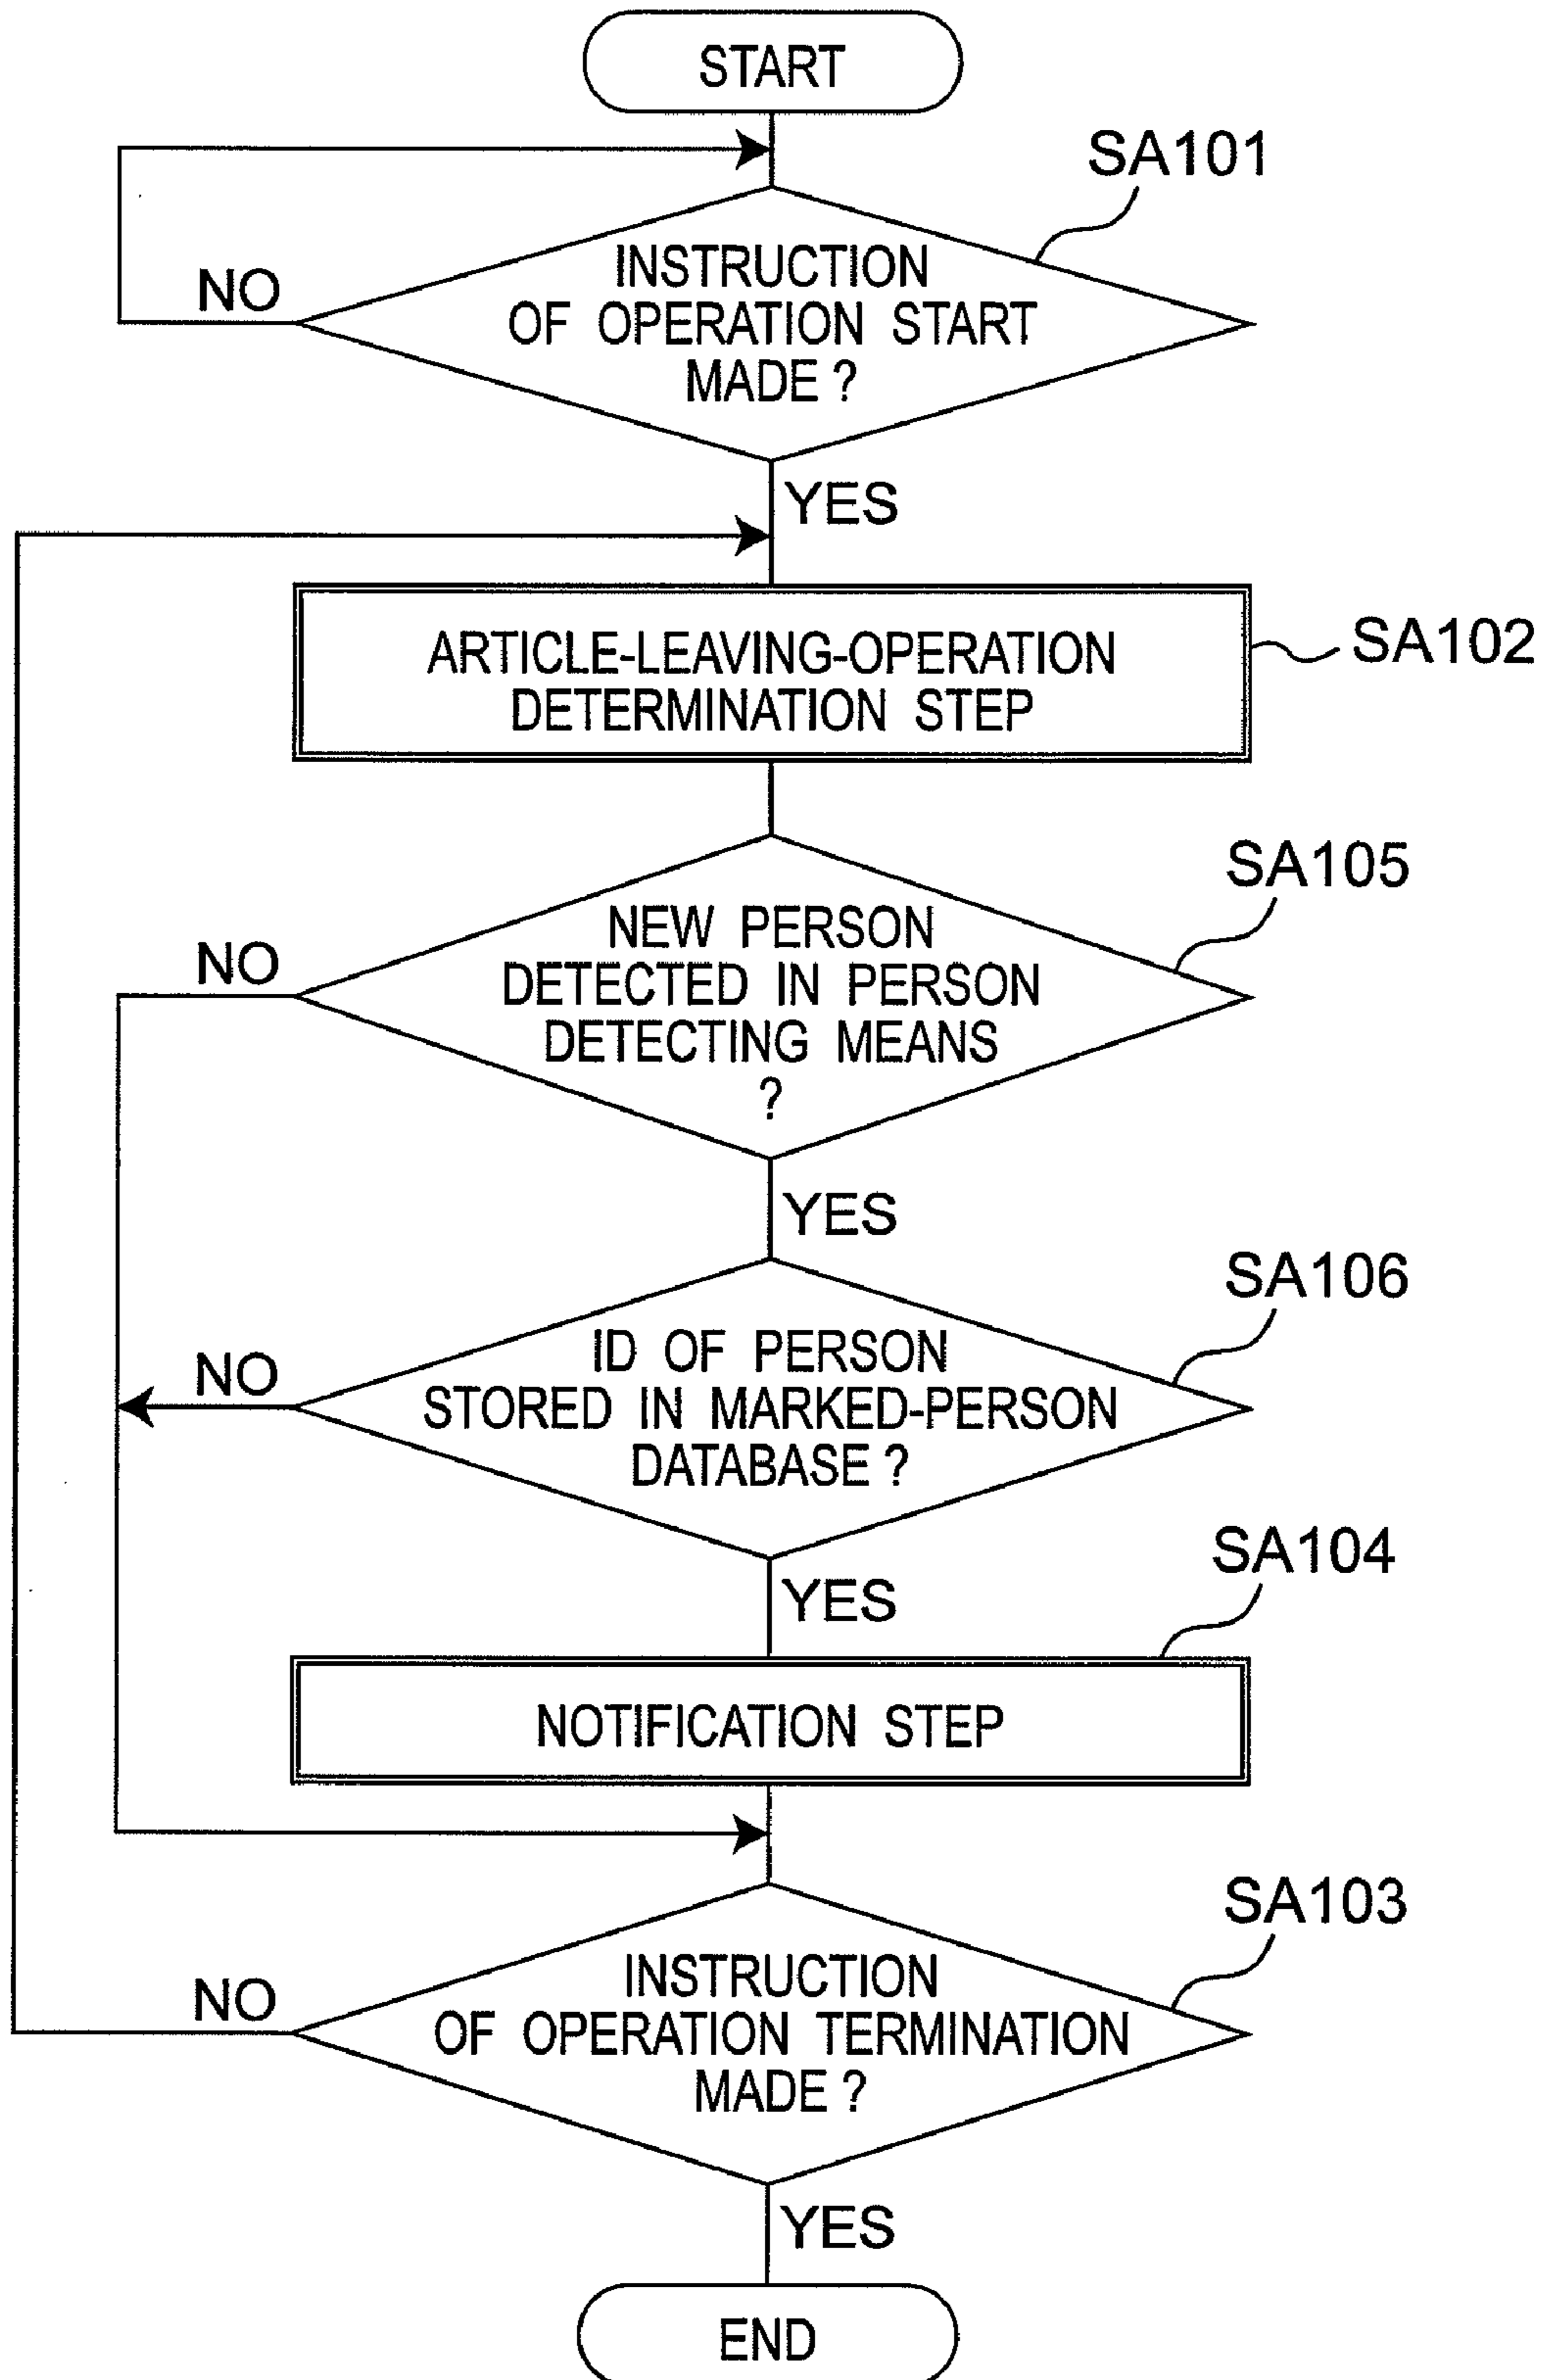 START
SA101
INSTRUCTION
OF OPERATION START
MADE ?
NO
YES
ARTICLE-LEAVING-OPERATION
DETERMINATION STEP
SA102
SA105
NEW PERSON
DETECTED IN PERSON
DETECTING MEANS
?
NO
YES
SA106
ID OF PERSON
STORED IN MARKED-PERSON
DATABASE ?
NO
YES
SA104
NOTIFICATION STEP
SA103
INSTRUCTION
OF OPERATION TERMINATION
MADE ?
NO
YES
END